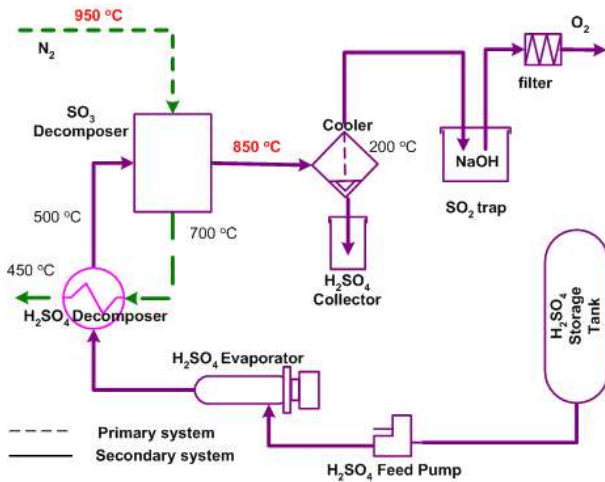 950 °C
N₂
O₂
filter
SO₃
Decomposer
850 °C
Cooler
200 °C
NaOH
SO₂ trap
500 °C
700 °C
450 °C
H₂SO₄ Decomposer
H₂SO₄
Collector
H₂SO₄
Storage
Tank
H₂SO₄ Evaporator
H₂SO₄ Feed Pump
Primary system
Secondary system